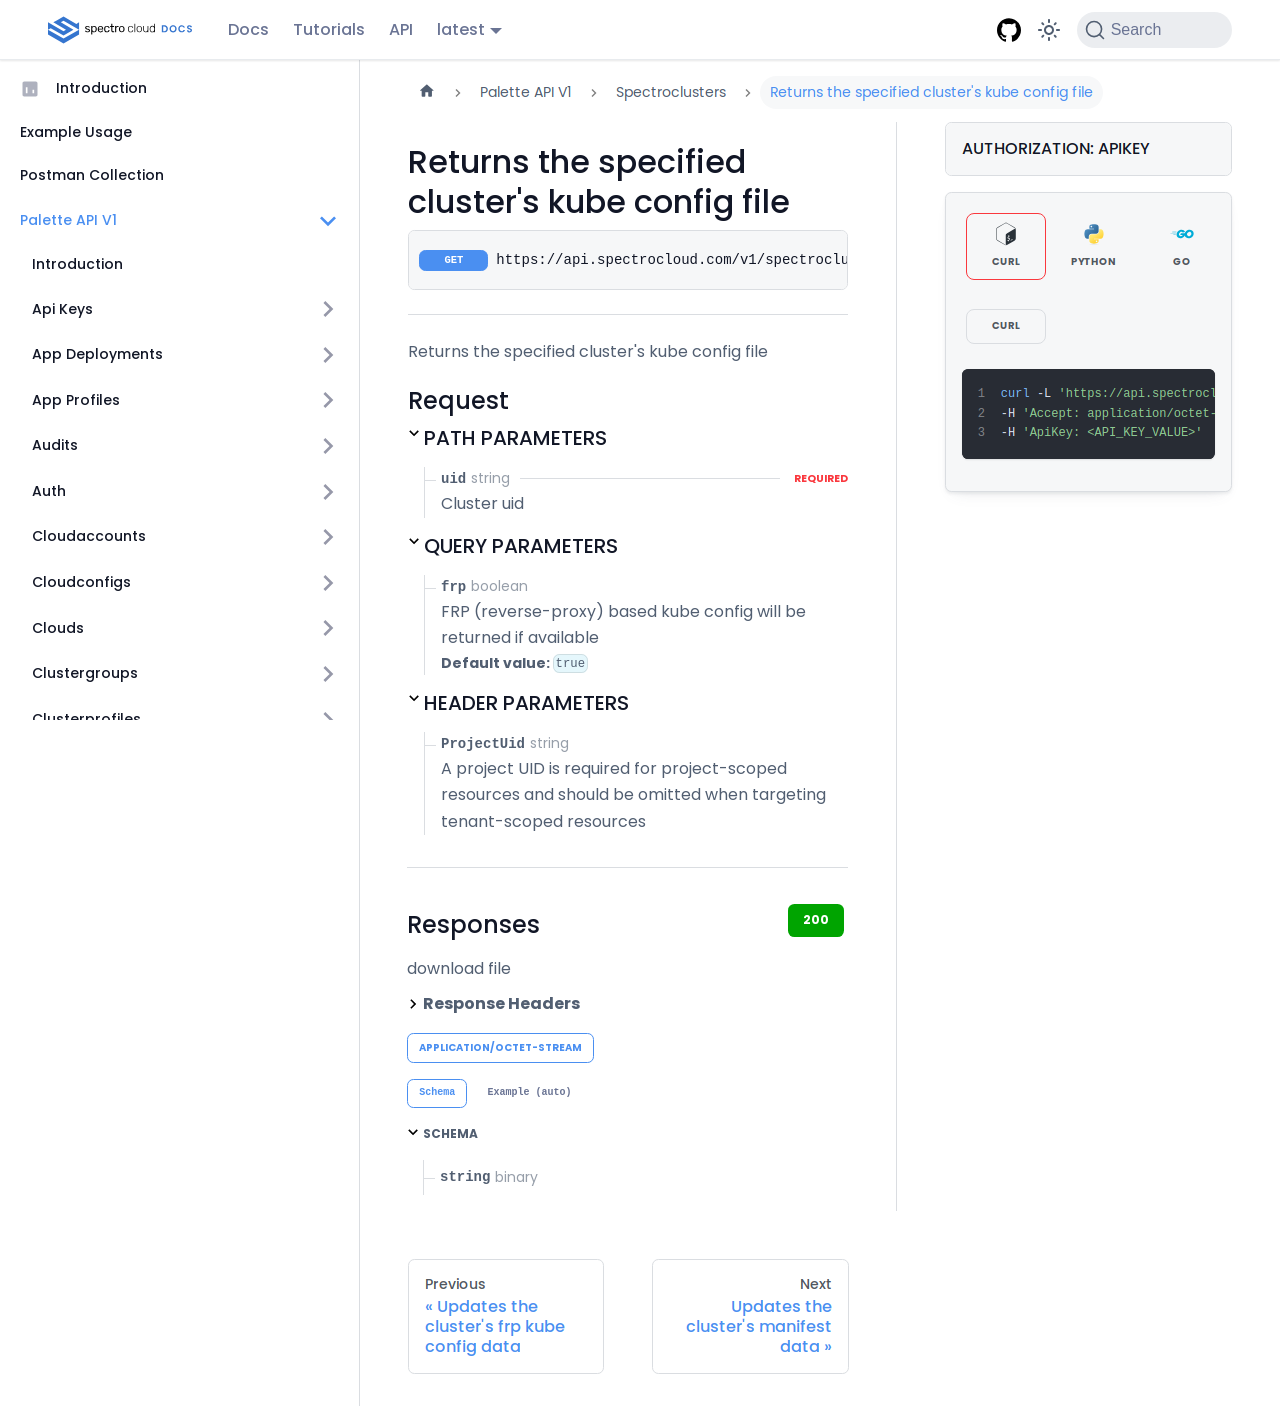 spectro cloud DOCS
Docs
Tutorials
API
latest
Search
Introduction
Example Usage
Postman Collection
Palette API V1
Introduction
Api Keys
App Deployments
App Profiles
Audits
Auth
Cloudaccounts
Cloudconfigs
Clouds
Clustergroups
Clusterprofiles
Palette API V1
Spectroclusters
Returns the specified cluster's kube config file
Returns the specified
cluster's kube config file
GET https://api.spectrocloud.com/v1/spectroclu
Returns the specified cluster's kube config file
Request
PATH PARAMETERS
uid string REQUIRED
Cluster uid
QUERY PARAMETERS
frp boolean
FRP (reverse-proxy) based kube config will be
returned if available
Default value: true
HEADER PARAMETERS
ProjectUid string
A project UID is required for project-scoped
resources and should be omitted when targeting
tenant-scoped resources
Responses
200
download file
Response Headers
APPLICATION/OCTET-STREAM
Schema Example (auto)
SCHEMA
string binary
Previous
« Updates the
cluster's frp kube
config data
Next
Updates the
cluster's manifest
data »
AUTHORIZATION: APIKEY
CURL
PYTHON
GO
CURL
1 curl -L 'https://api.spectrocl
2 -H 'Accept: application/octet-
3 -H 'ApiKey: <API_KEY_VALUE>'